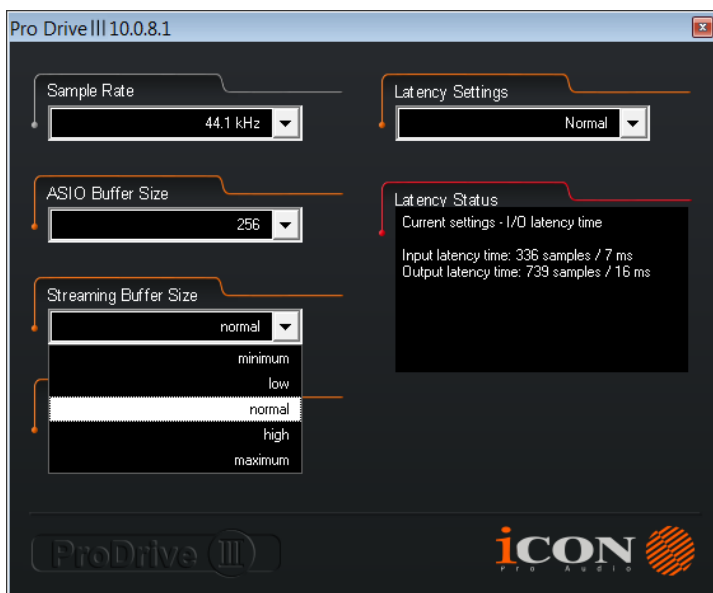 Pro Drive III 10.0.8.1
Sample Rate
44.1 kHz
ASIO Buffer Size
256
Streaming Buffer Size
normal
minimum
low
normal
high
maximum
Latency Settings
Normal
Latency Status
Current settings - I/O latency time
Input latency time: 336 samples / 7 ms
Output latency time: 739 samples / 16 ms
ProDrive III
iCON
Pro Audio